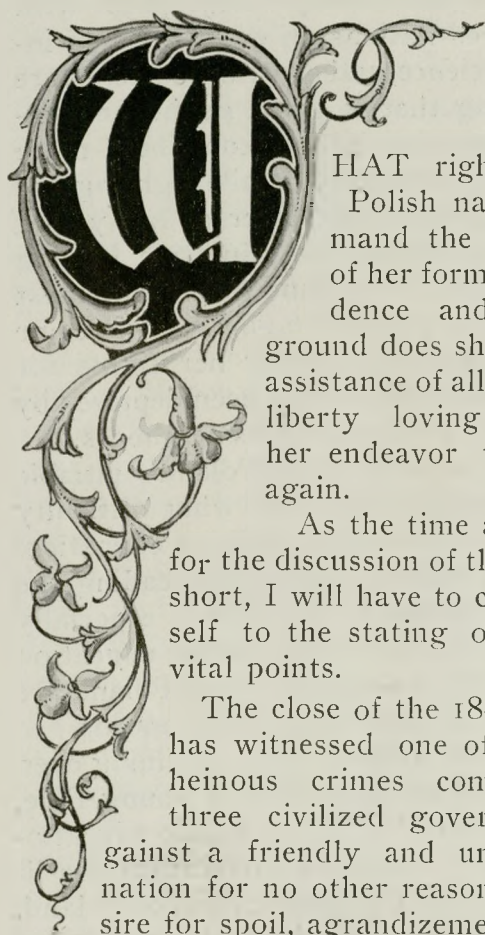 WHAT righ
Polish na
mand the
of her form
dence and
ground does sh
assistance of all
liberty loving
her endeavor
again.
As the time a
for the discussion of th
short, I will have to c
self to the stating o
vital points.
The close of the 18
has witnessed one of
heinous crimes con
three civilized gover
gainst a friendly and un
nation for no other reason
sire for spoil, agrandizeme